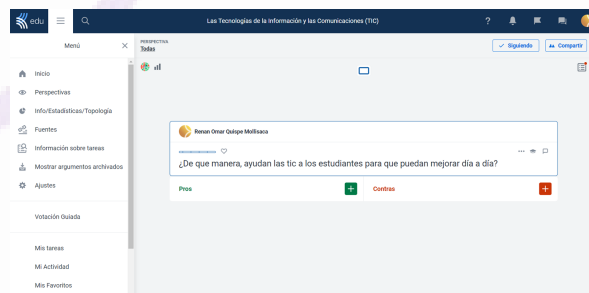 edu
Las Tecnologías de la Información y las Comunicaciones (TIC)
?
Menú
PERSPECTIVA
Todas
Siguiendo
Compartir
Inicio
Perspectivas
Info/Estadísticas/Topología
Fuentes
Información sobre tareas
Mostrar argumentos archivados
Ajustes
Votación Guiada
Mis tareas
Mi Actividad
Mis Favoritos
Renan Omar Quispe Mollisaca
¿De que manera, ayudan las tic a los estudiantes para que puedan mejorar día a día?
Pros
Contras